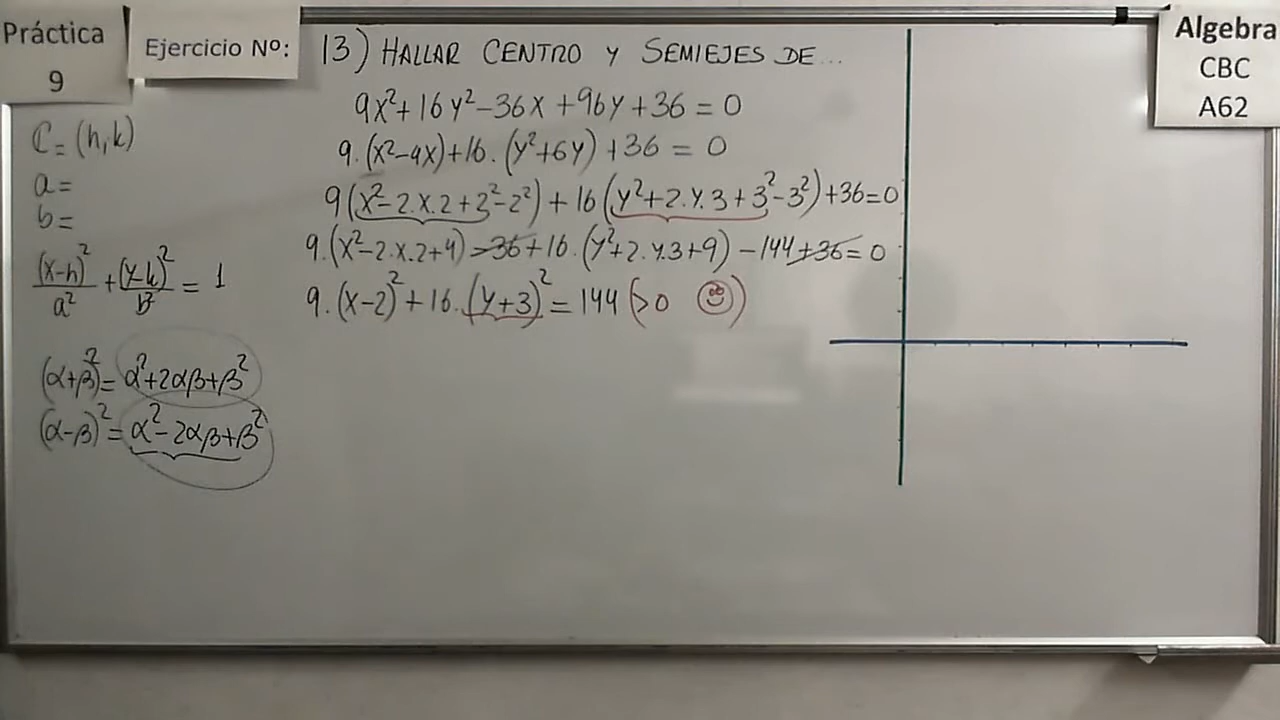 Práctica
9
Ejercicio Nº:
13) HALLAR CENTRO Y SEMIEJES DE...
Algebra
CBC
A62
9x²+16y²-36x+96y+36=0
9.(x²-4x)+16.(y²+6y)+36=0
9(x²-2.x.2+2²-2²)+16(y²+2.y.3+3²-3²)+36=0
9.(x²-2.x.2+4)-36+16.(y²+2.y.3+9)-144+36=0
9.(x-2)²+16.(y+3)²=144(>0 ☺)
C=(h,k)
a=
b=
(x-h)²/a²+(y-k)²/b²=1
(α+β)²=α²+2αβ+β²
(α-β)²=α²-2αβ+β²